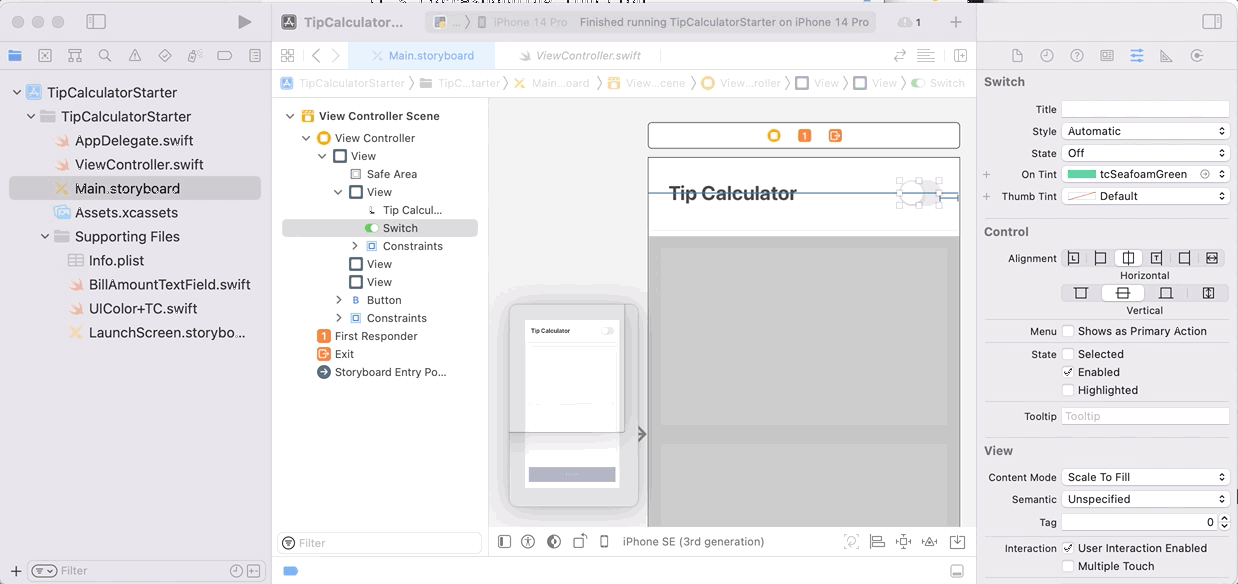 TipCalculator...
... iPhone 14 Pro Finished running TipCalculatorStarter on iPhone 14 Pro 1
Main.storyboard ViewController.swift
TipCalculatorStarter TipC...tarter Main...oard View...cene View...roller View View Switch
TipCalculatorStarter
TipCalculatorStarter
AppDelegate.swift
ViewController.swift
Main.storyboard
Assets.xcassets
Supporting Files
Info.plist
BillAmountTextField.swift
UIColor+TC.swift
LaunchScreen.storybo...
Filter
View Controller Scene
View Controller
View
Safe Area
View
L Tip Calcul...
Switch
Constraints
View
View
B Button
Constraints
1 First Responder
Exit
Storyboard Entry Po...
Filter
1
Tip Calculator
Tip Calculator
iPhone SE (3rd generation)
Switch
Title
Style Automatic
State Off
On Tint tcSeafoamGreen
Thumb Tint Default
Control
Alignment L T
Horizontal
Vertical
Menu Shows as Primary Action
State Selected
Enabled
Highlighted
Tooltip Tooltip
View
Content Mode Scale To Fill
Semantic Unspecified
Tag 0
Interaction User Interaction Enabled
Multiple Touch